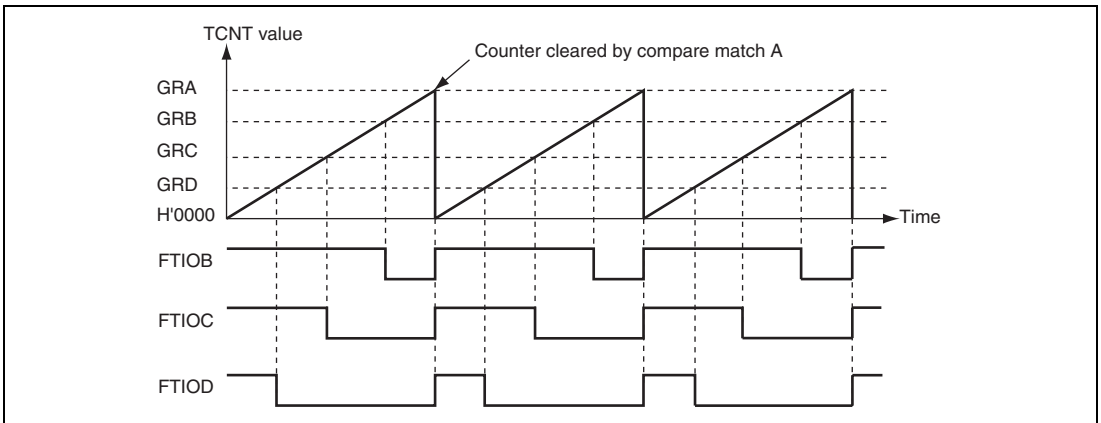 TCNT value
Counter cleared by compare match A
GRA
GRB
GRC
GRD
H'0000
Time
FTIOB
FTIOC
FTIOD